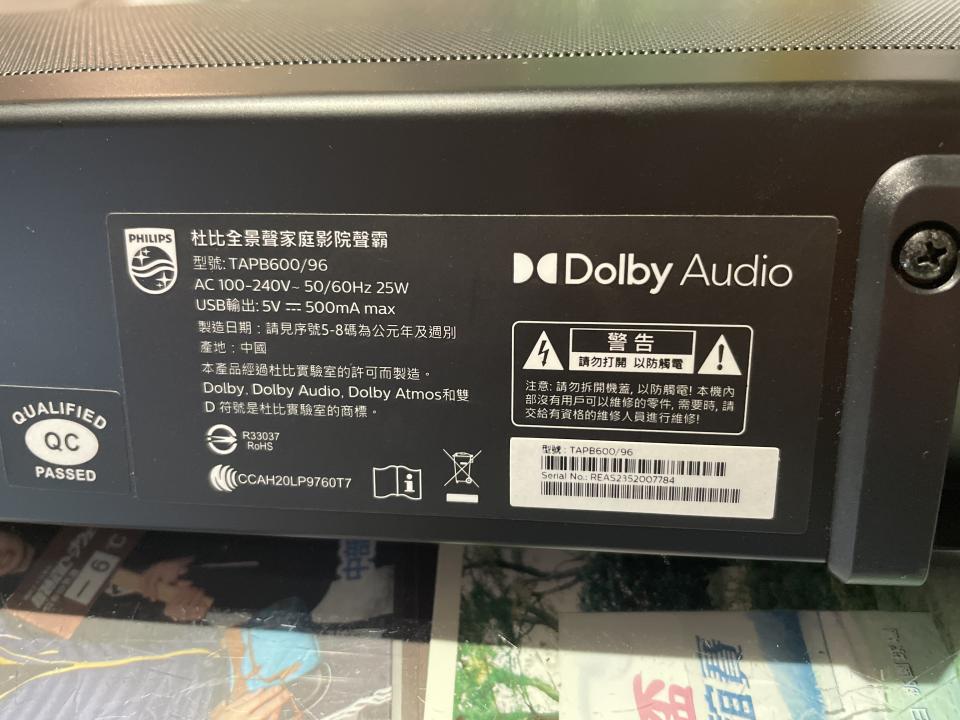 PHILIPS
杜比全景聲家庭影院聲霸
型號: TAPB600/96
AC 100-240V~ 50/60Hz 25W
USB輸出: 5V ⎓ 500mA max
製造日期：請見序號5-8碼為公元年及週別
產地：中國
本產品經過杜比實驗室的許可而製造。
Dolby, Dolby Audio, Dolby Atmos和雙
D 符號是杜比實驗室的商標。
R33037
RoHS
CCAH20LP9760T7
Dolby Audio
警告
請勿打開 以防觸電
注意: 請勿拆開機蓋, 以防觸電! 本機內
部沒有用戶可以維修的零件, 需要時, 請
交給有資格的維修人員進行維修!
型號：TAPB600/96
Serial No.: REAS2352007784
QUALIFIED
QC
PASSED